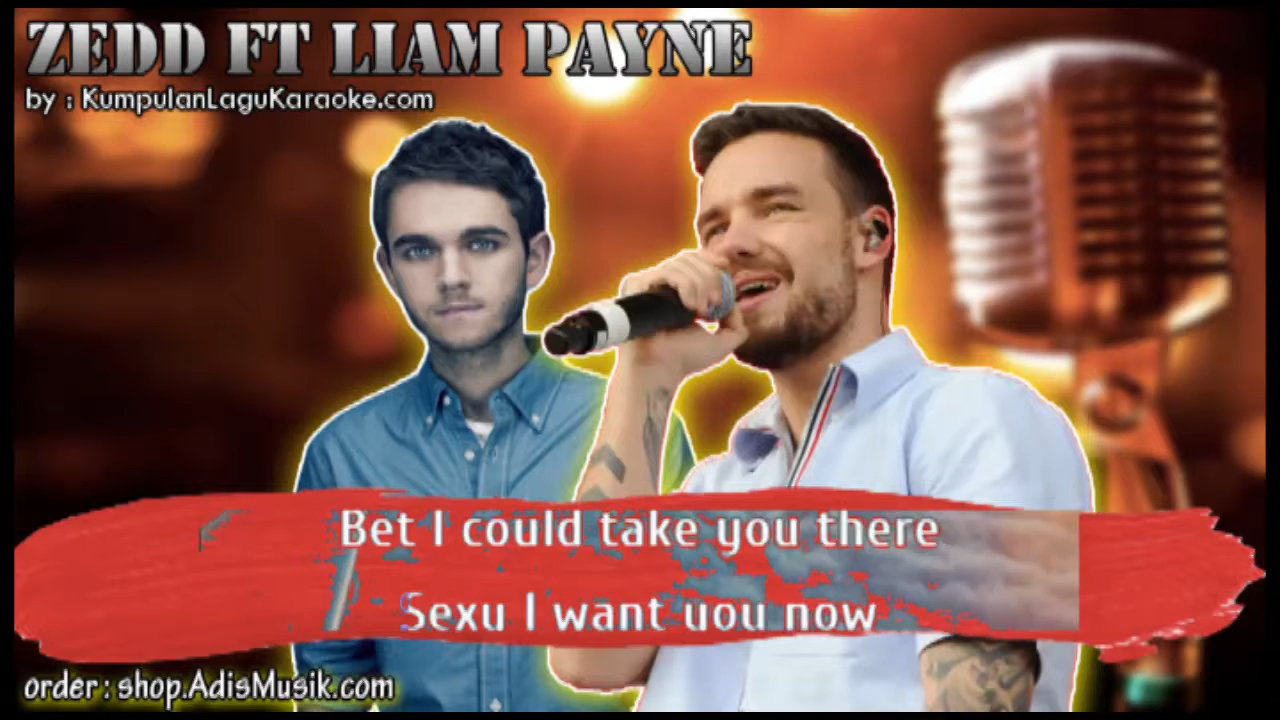 ZEDD FT LIAM PAYNE
by : KumpulanLaguKaraoke.com
Bet I could take you there
Sexu I want uou now
order : shop.AdisMusik.com